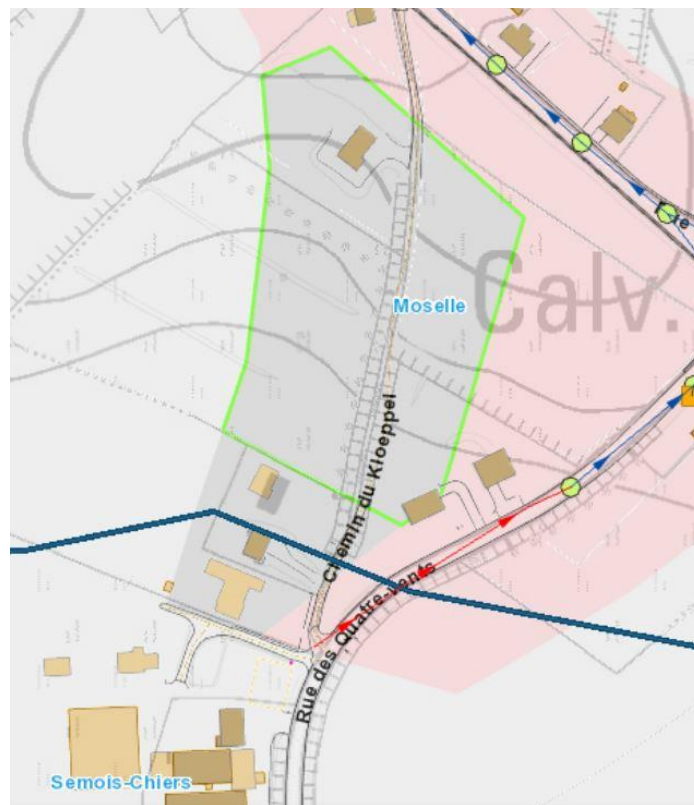 Moselle
Calv.
Chemin du Kloeppel
Rue des Quatre-vents
Semois-Chiers